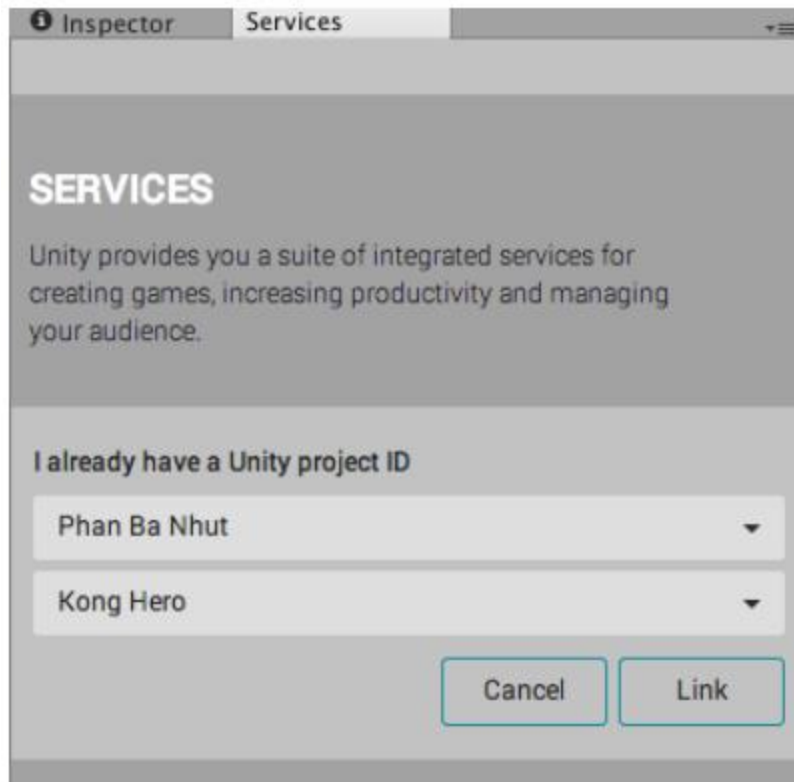 Inspector
Services
SERVICES
Unity provides you a suite of integrated services for
creating games, increasing productivity and managing
your audience.
I already have a Unity project ID
Phan Ba Nhut
Kong Hero
Cancel
Link